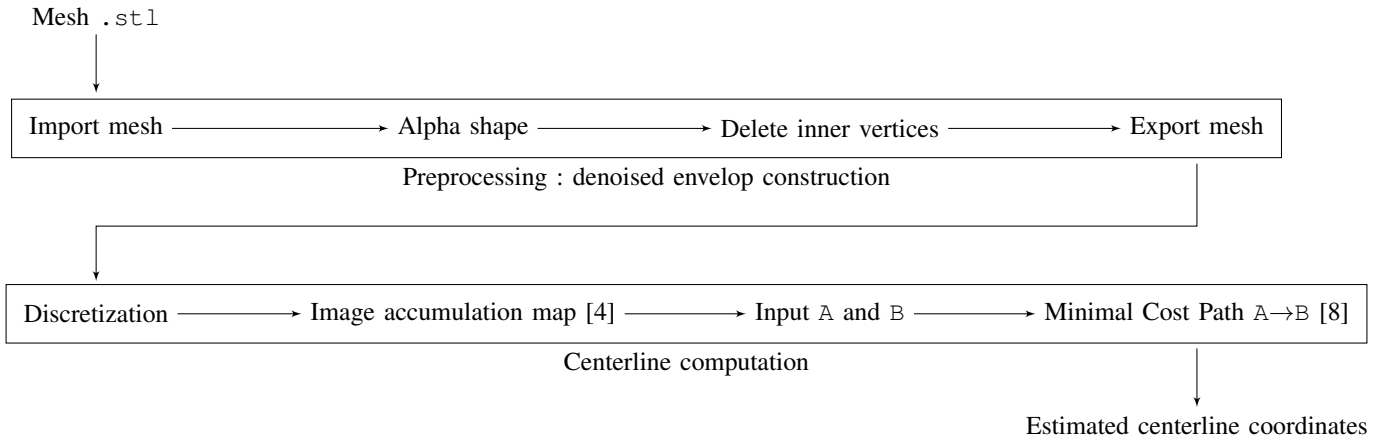 Mesh .stl
Import mesh Alpha shape Delete inner vertices Export mesh
Preprocessing : denoised envelop construction
Discretization Image accumulation map [4] Input A and B Minimal Cost Path A→B [8]
Centerline computation
Estimated centerline coordinates